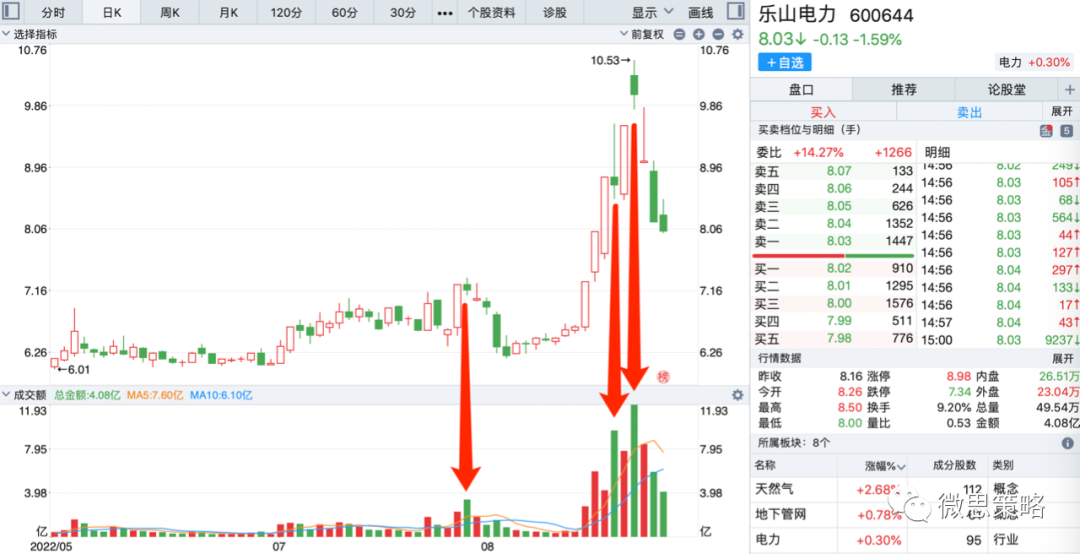 分时 日K 周K 月K 120分 60分 30分 ••• 个股资料 诊股 显示 画线
选择指标 前复权
10.76 10.76
10.53→
9.86 9.86
8.96 8.96
8.06 8.06
7.16 7.16
6.26 6.26
←6.01
榜
成交额 总金额:4.08亿 MA5:7.60亿 MA10:6.10亿
11.93 11.93
7.95 7.95
3.98 3.98
亿 亿
2022/05 07 08
乐山电力 600644
8.03↓ -0.13 -1.59%
+自选 电力 +0.30%
盘口 推荐 论股堂 +
买入 卖出 展开
买卖档位与明细（手） 5
委比 +14.27% +1266 明细
卖五 8.07 133
卖四 8.06 244
卖三 8.05 626
卖二 8.04 1352
卖一 8.03 1447
买一 8.02 910
买二 8.01 1295
买三 8.00 1576
买四 7.99 511
买五 7.98 776
14:56 8.02 249↓
14:56 8.03 105↑
14:56 8.03 68↓
14:56 8.03 564↓
14:56 8.03 44↑
14:56 8.03 127↑
14:56 8.04 297↑
14:56 8.04 133↓
14:56 8.04 17↑
14:57 8.04 43↑
15:00 8.03 9237↓
行情数据 展开
昨收 8.16 涨停 8.98 内盘 26.51万
今开 8.26 跌停 7.34 外盘 23.04万
最高 8.50 换手 9.20% 总量 49.54万
最低 8.00 量比 0.53 金额 4.08亿
所属板块：8个
名称 涨幅% 成分股数 类别
天然气 +2.68% 112 概念
地下管网 +0.78% 概念
电力 +0.30% 95 行业
微思策略